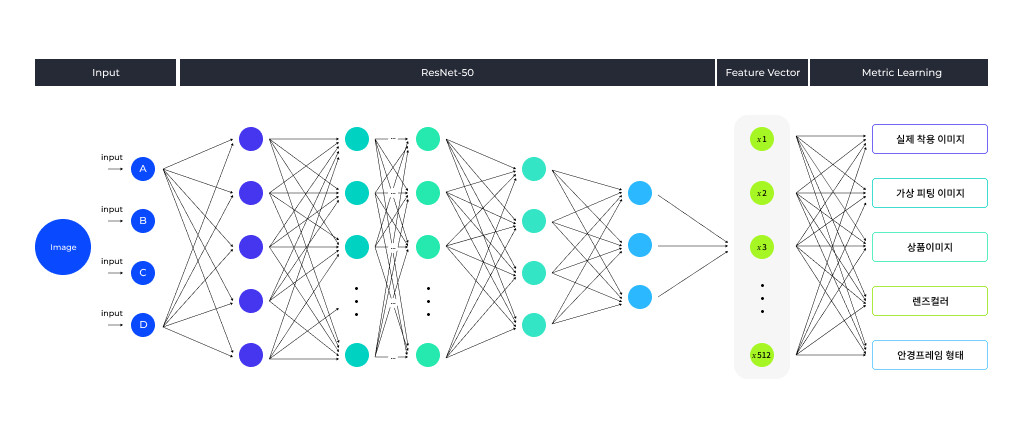 Input
ResNet-50
Feature Vector
Metric Learning
Image
input
A
input
B
input
C
input
D
...
...
...
...
...
x1
x2
x3
x512
실제 착용 이미지
가상 피팅 이미지
상품이미지
렌즈컬러
안경프레임 형태